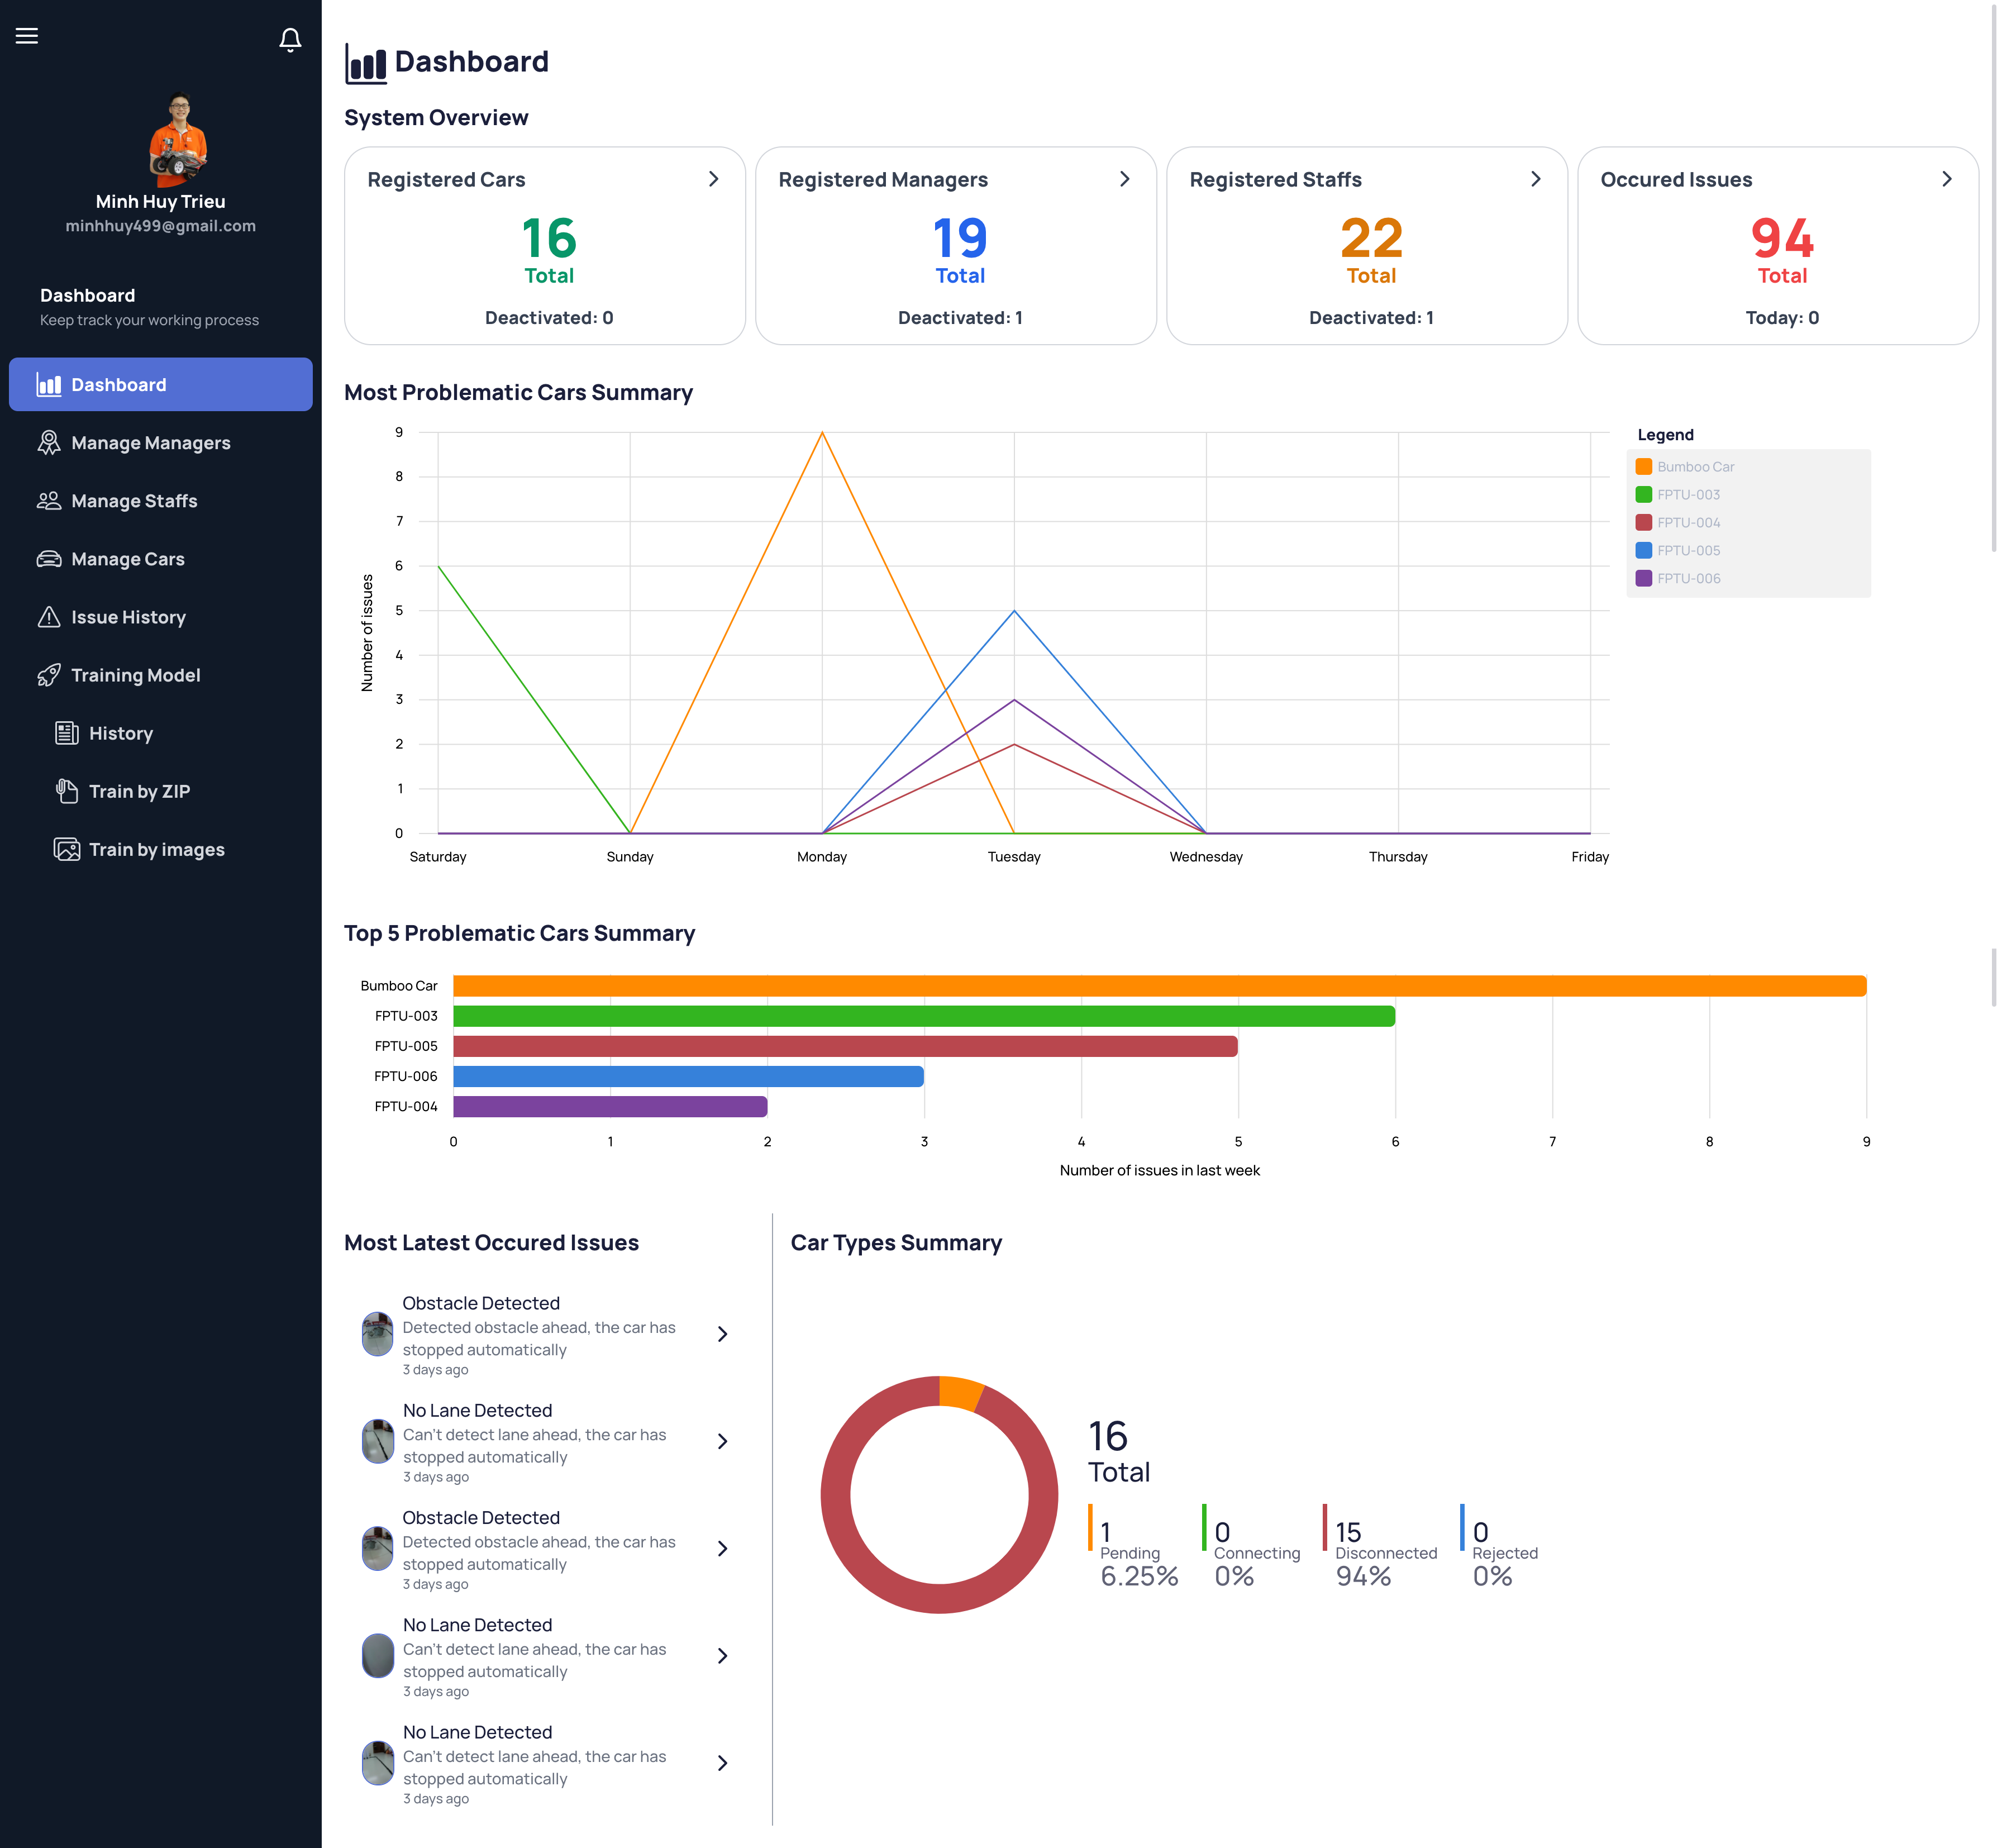 Minh Huy Trieu
minhhuy499@gmail.com
Dashboard
Keep track your working process
Dashboard
Manage Managers
Manage Staffs
Manage Cars
Issue History
Training Model
History
Train by ZIP
Train by images
Dashboard
System Overview
Registered Cars
16
Total
Deactivated: 0
Registered Managers
19
Total
Deactivated: 1
Registered Staffs
22
Total
Deactivated: 1
Occured Issues
94
Total
Today: 0
Most Problematic Cars Summary
9
8
7
6
5
4
3
2
1
0
Number of issues
Saturday
Sunday
Monday
Tuesday
Wednesday
Thursday
Friday
Legend
Bumboo Car
FPTU-003
FPTU-004
FPTU-005
FPTU-006
Top 5 Problematic Cars Summary
Bumboo Car
FPTU-003
FPTU-005
FPTU-006
FPTU-004
0 1 2 3 4 5 6 7 8 9
Number of issues in last week
Most Latest Occured Issues
Obstacle Detected
Detected obstacle ahead, the car has
stopped automatically
3 days ago
No Lane Detected
Can't detect lane ahead, the car has
stopped automatically
3 days ago
Obstacle Detected
Detected obstacle ahead, the car has
stopped automatically
3 days ago
No Lane Detected
Can't detect lane ahead, the car has
stopped automatically
3 days ago
No Lane Detected
Can't detect lane ahead, the car has
stopped automatically
3 days ago
Car Types Summary
16
Total
1
Pending
6.25%
0
Connecting
0%
15
Disconnected
94%
0
Rejected
0%